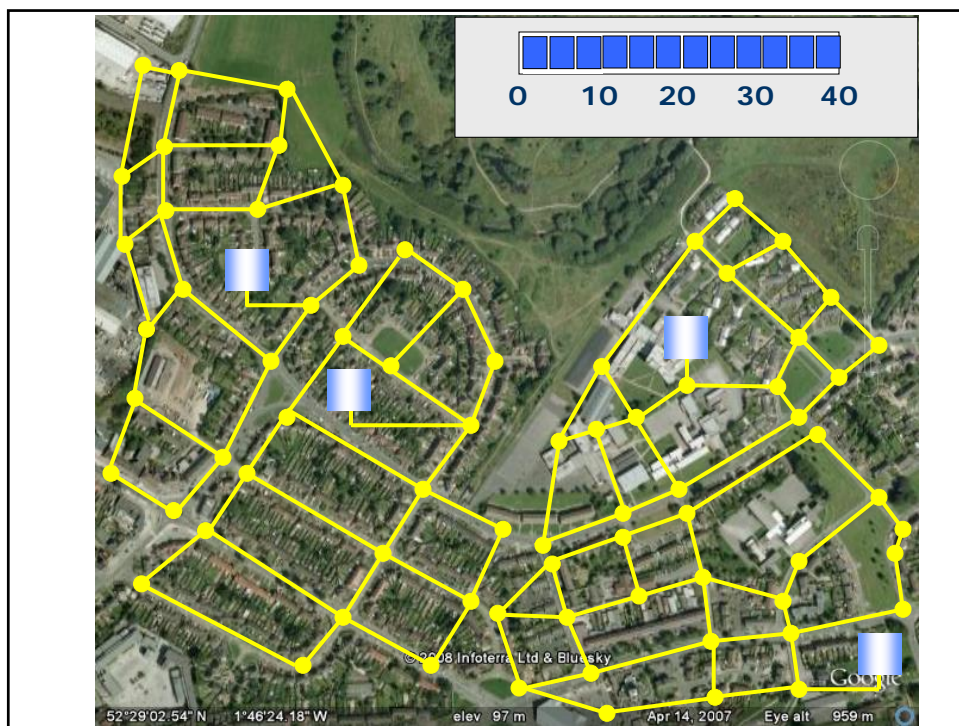 0 10 20 30 40
© 2008 Infoterra Ltd & Bluesky
Google
52°29'02.54" N 1°46'24.18" W elev 97 m Apr 14, 2007 Eye alt 959 m